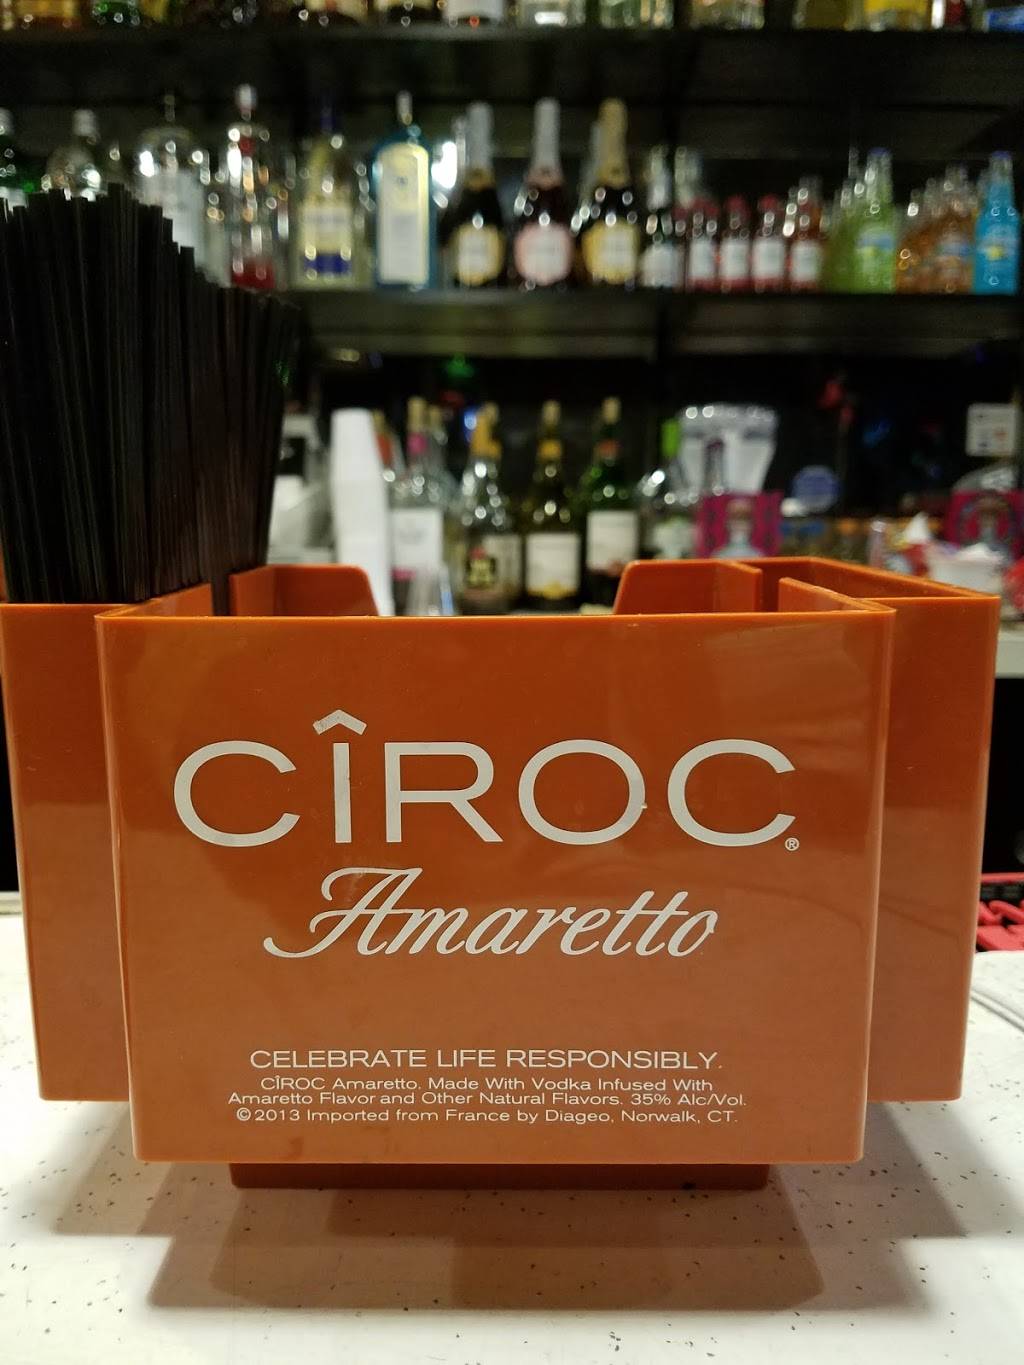 CÎROC®
Amaretto
CELEBRATE LIFE RESPONSIBLY.
CÎROC Amaretto. Made With Vodka Infused With
Amaretto Flavor and Other Natural Flavors. 35% Alc/Vol.
©2013 Imported from France by Diageo, Norwalk, CT.